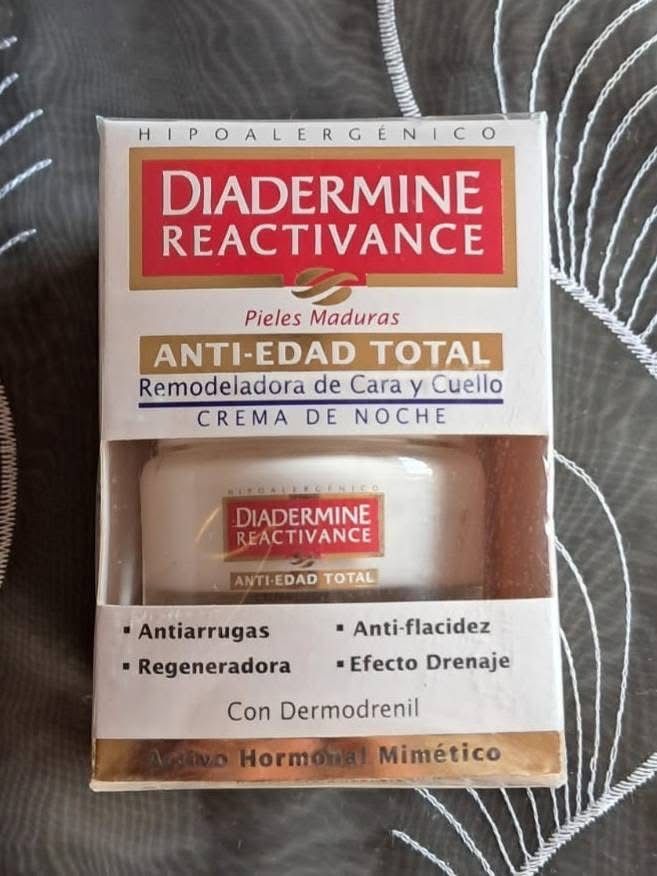 HIPOALERGÉNICO
DIADERMINE
REACTIVANCE
Pieles Maduras
ANTI-EDAD TOTAL
Remodeladora de Cara y Cuello
CREMA DE NOCHE
HIPOALERGÉNICO
DIADERMINE
REACTIVANCE
ANTI-EDAD TOTAL
▪ Antiarrugas ▪ Anti-flacidez
▪ Regeneradora ▪ Efecto Drenaje
Con Dermodrenil
Activo Hormonal Mimético